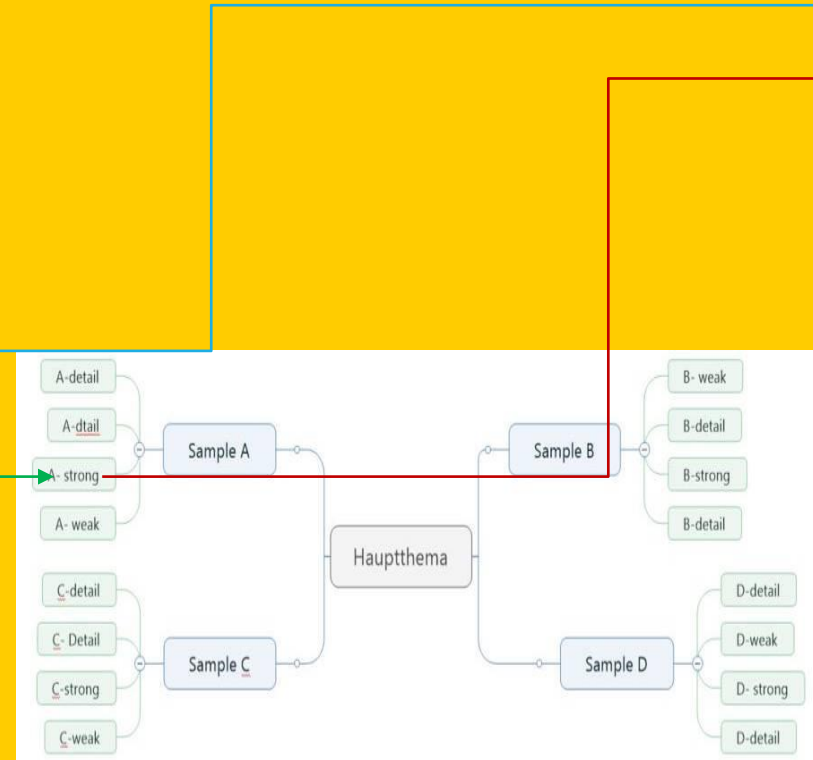 A-detail
A-dtail
A- strong
A- weak
Sample A
C-detail
C- Detail
C-strong
C-weak
Sample C
Hauptthema
Sample B
B- weak
B-detail
B-strong
B-detail
Sample D
D-detail
D-weak
D- strong
D-detail